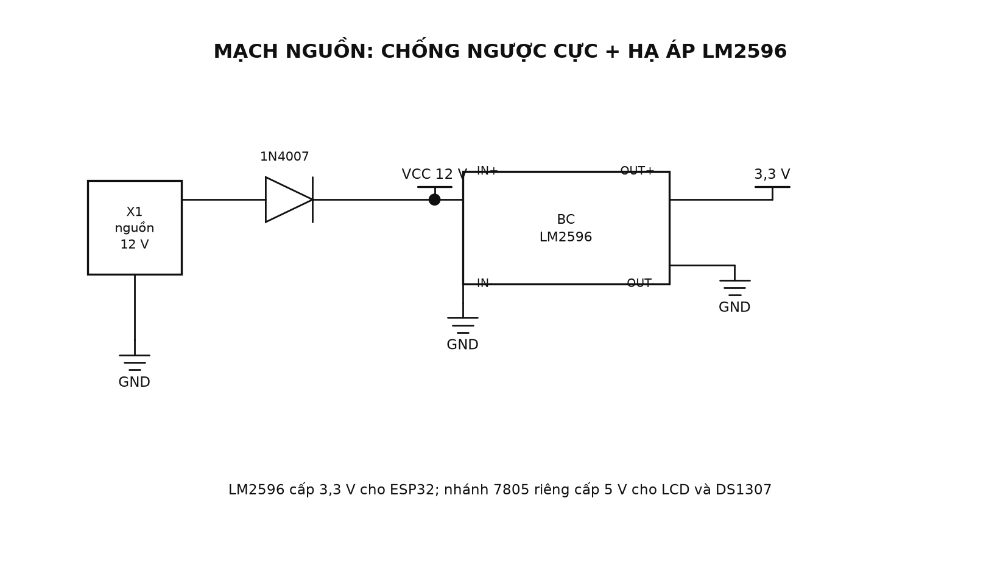 MẠCH NGUỒN: CHỐNG NGƯỢC CỰC + HẠ ÁP LM2596
1N4007
VCC 12 V
IN+
OUT+
3,3 V
X1
nguồn
12 V
BC
LM2596
IN-
OUT-
GND
GND
GND
LM2596 cấp 3,3 V cho ESP32; nhánh 7805 riêng cấp 5 V cho LCD và DS1307